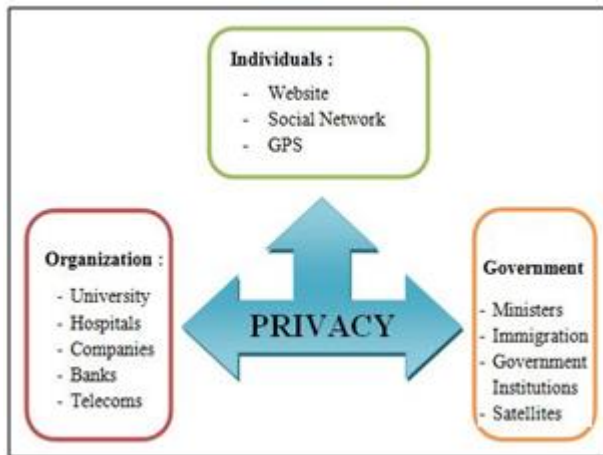 Individuals :
- Website
- Social Network
- GPS
Organization :
- University
- Hospitals
- Companies
- Banks
- Telecoms
PRIVACY
Government
- Ministers
- Immigration
- Government
Institutions
- Satellites